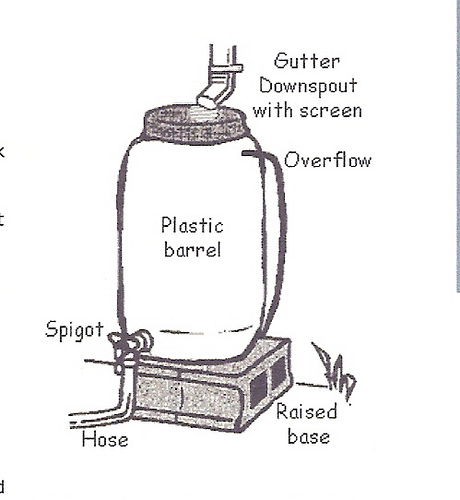 Gutter
Downspout
with screen
Overflow
Plastic
barrel
Spigot
Raised
base
Hose